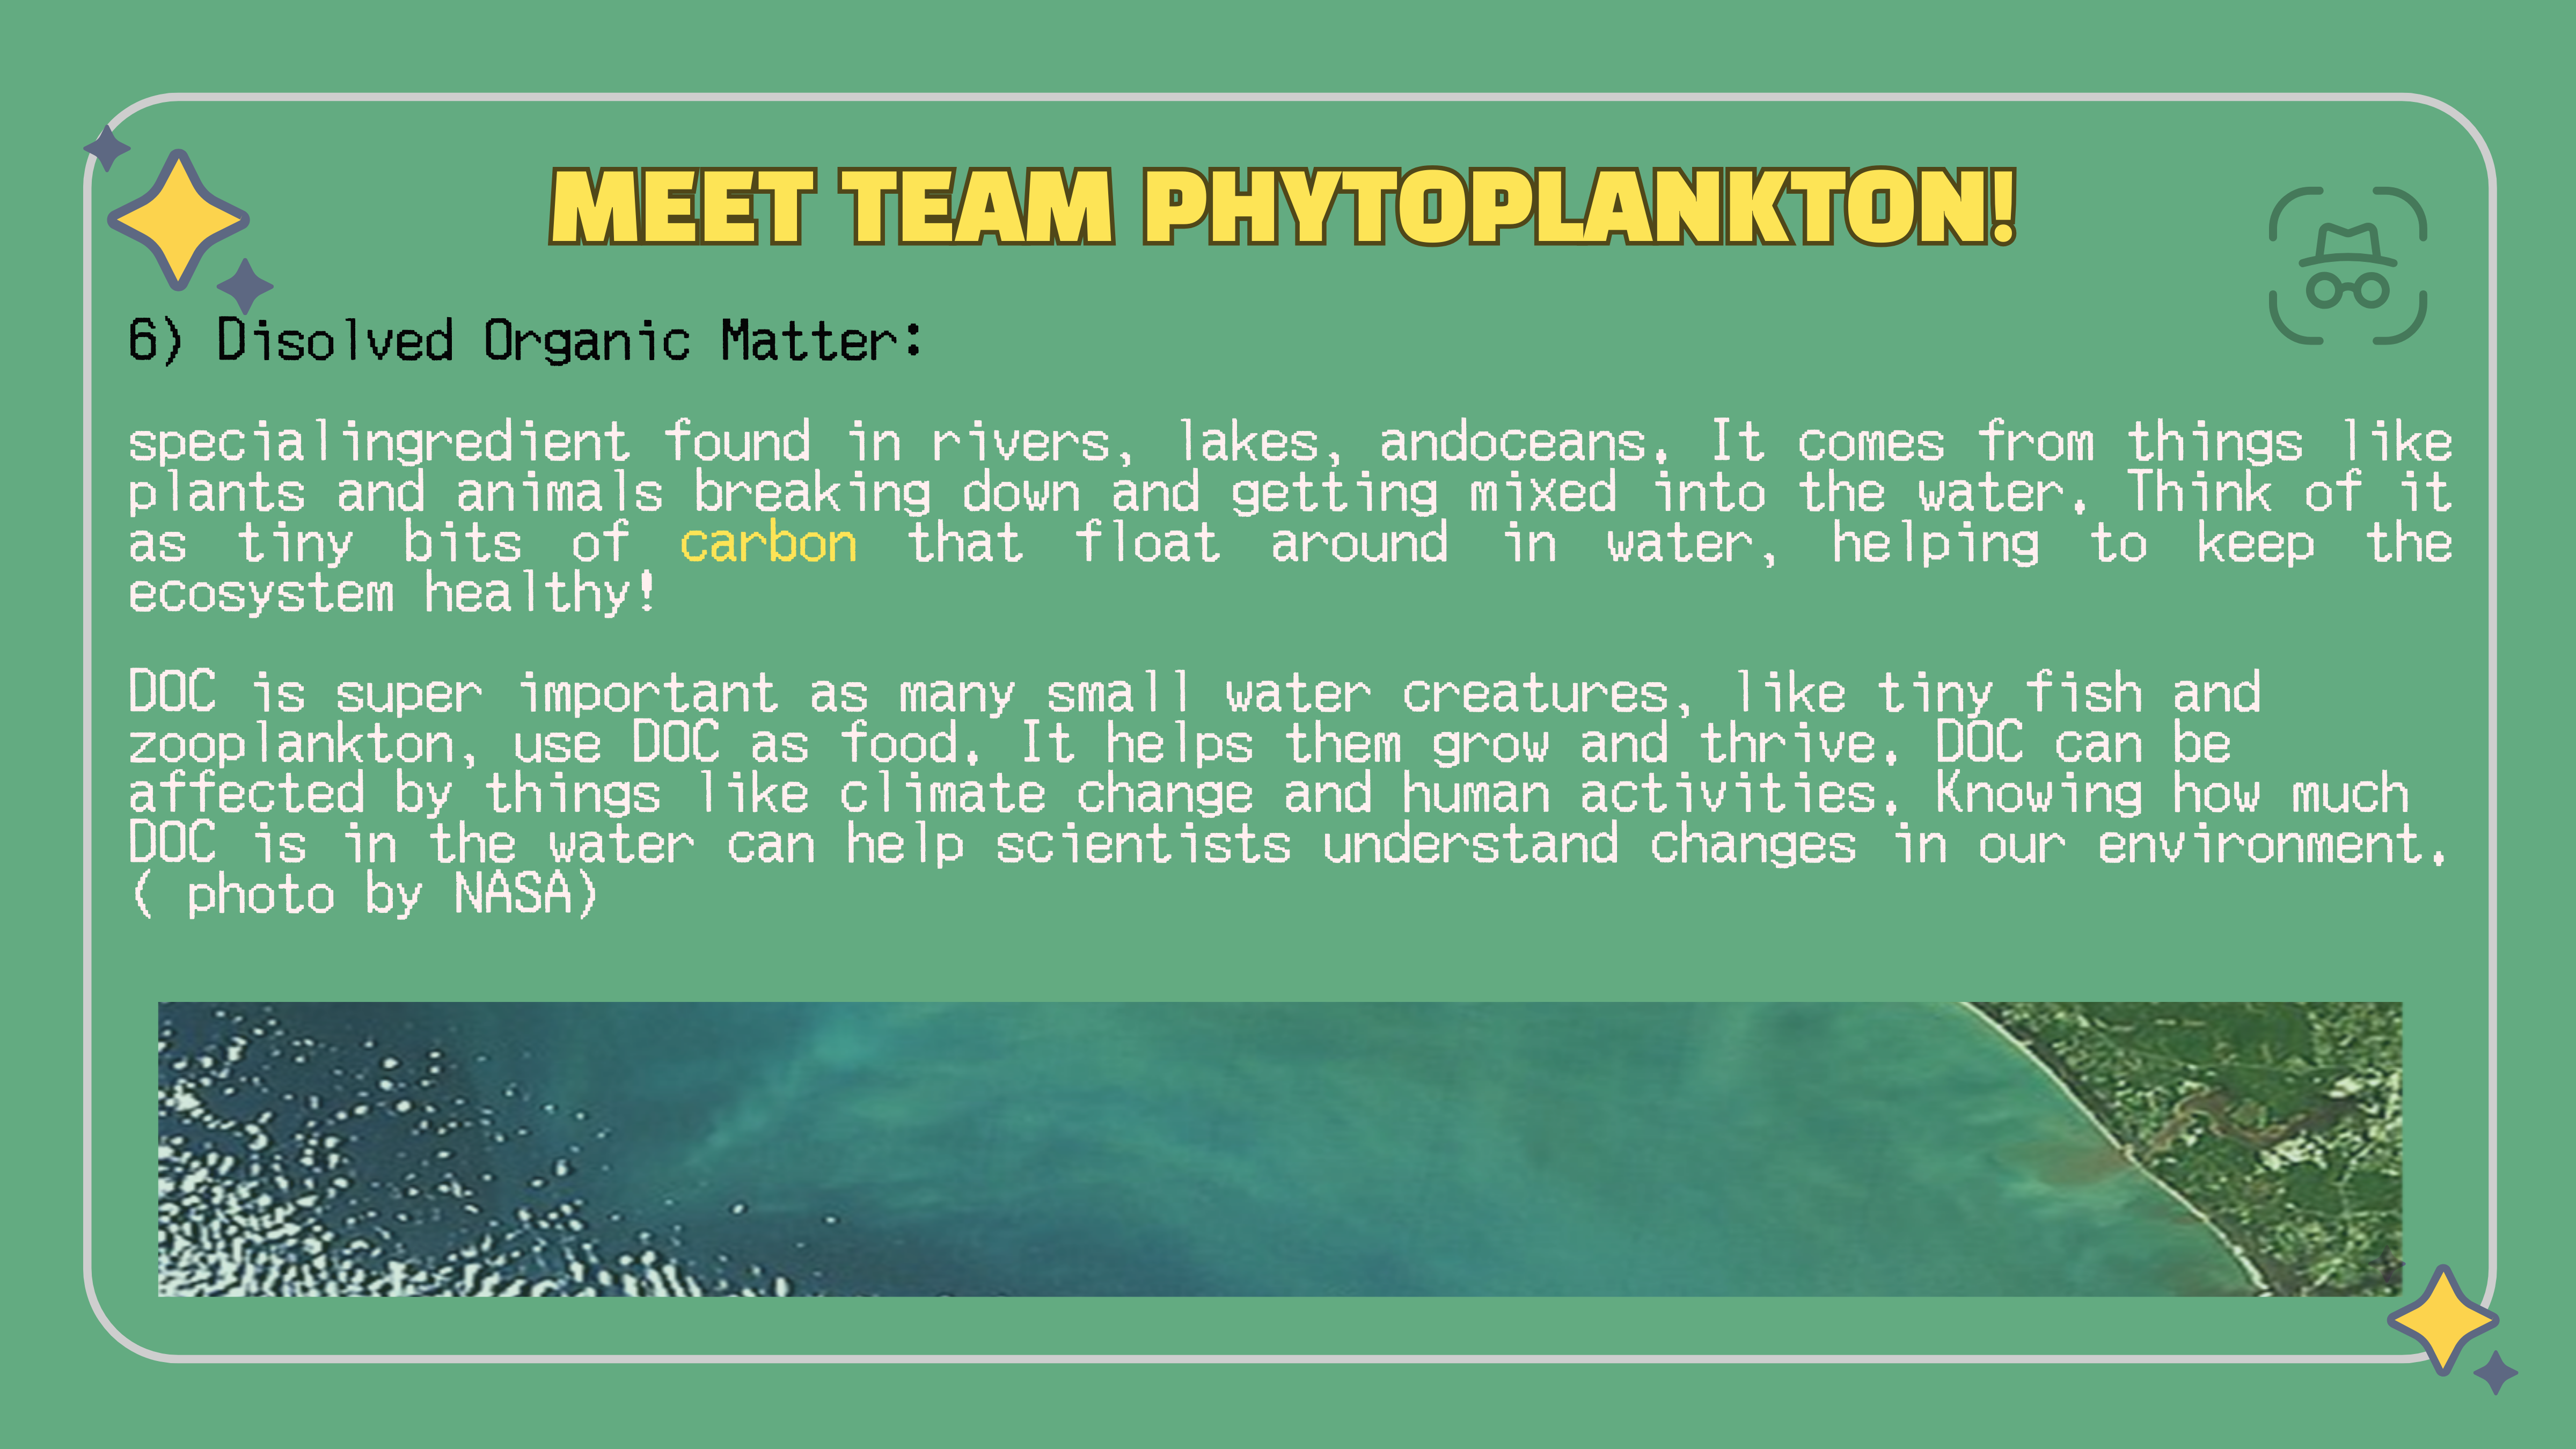 MEET TEAM PHYTOPLANKTON!
6) Disolved Organic Matter:
specialingredient found in rivers, lakes, andoceans. It comes from things like
plants and animals breaking down and getting mixed into the water. Think of it
as tiny bits of carbon that float around in water, helping to keep the
ecosystem healthy!
DOC is super important as many small water creatures, like tiny fish and
zooplankton, use DOC as food. It helps them grow and thrive. DOC can be
affected by things like climate change and human activities. Knowing how much
DOC is in the water can help scientists understand changes in our environment.
( photo by NASA)